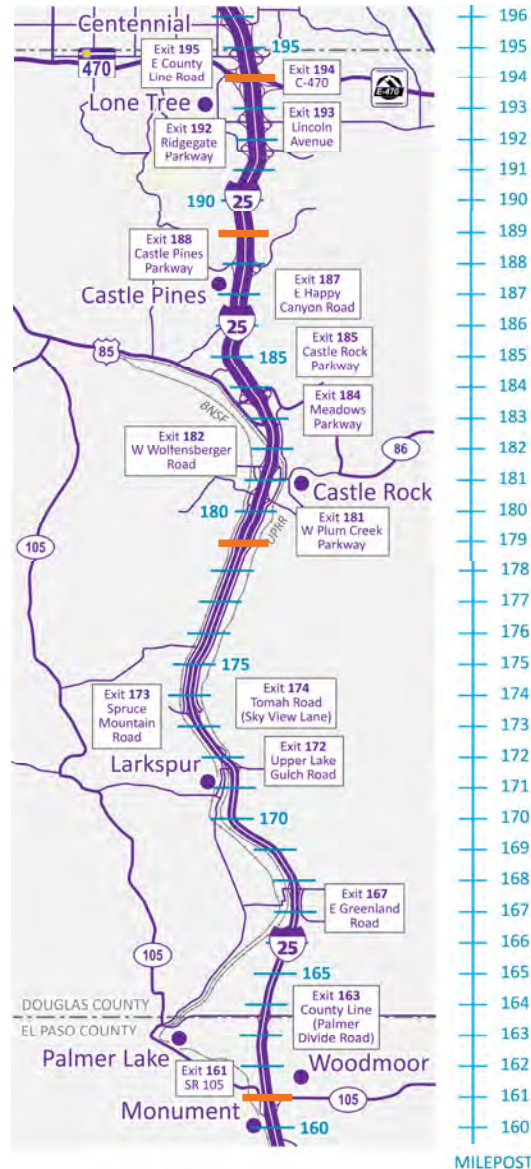 Centennial
Exit 195
E County
Line Road
195
470
Exit 194
C-470
E-470
Lone Tree
Exit 193
Lincoln
Avenue
Exit 192
Ridgegate
Parkway
190
25
Exit 188
Castle Pines
Parkway
Castle Pines
Exit 187
E Happy
Canyon Road
25
85
185
Exit 185
Castle Rock
Parkway
BNSF
Exit 184
Meadows
Parkway
Exit 182
W Wolfensberger
Road
86
Castle Rock
180
UPRR
Exit 181
W Plum Creek
Parkway
105
175
Exit 173
Spruce
Mountain
Road
Exit 174
Tomah Road
(Sky View Lane)
Exit 172
Upper Lake
Gulch Road
Larkspur
170
Exit 167
E Greenland
Road
25
105
165
DOUGLAS COUNTY
EL PASO COUNTY
Exit 163
County Line
(Palmer
Divide Road)
Palmer Lake
Exit 161
SR 105
Woodmoor
Monument
105
160
196
195
194
193
192
191
190
189
188
187
186
185
184
183
182
181
180
179
178
177
176
175
174
173
172
171
170
169
168
167
166
165
164
163
162
161
160
MILEPOST